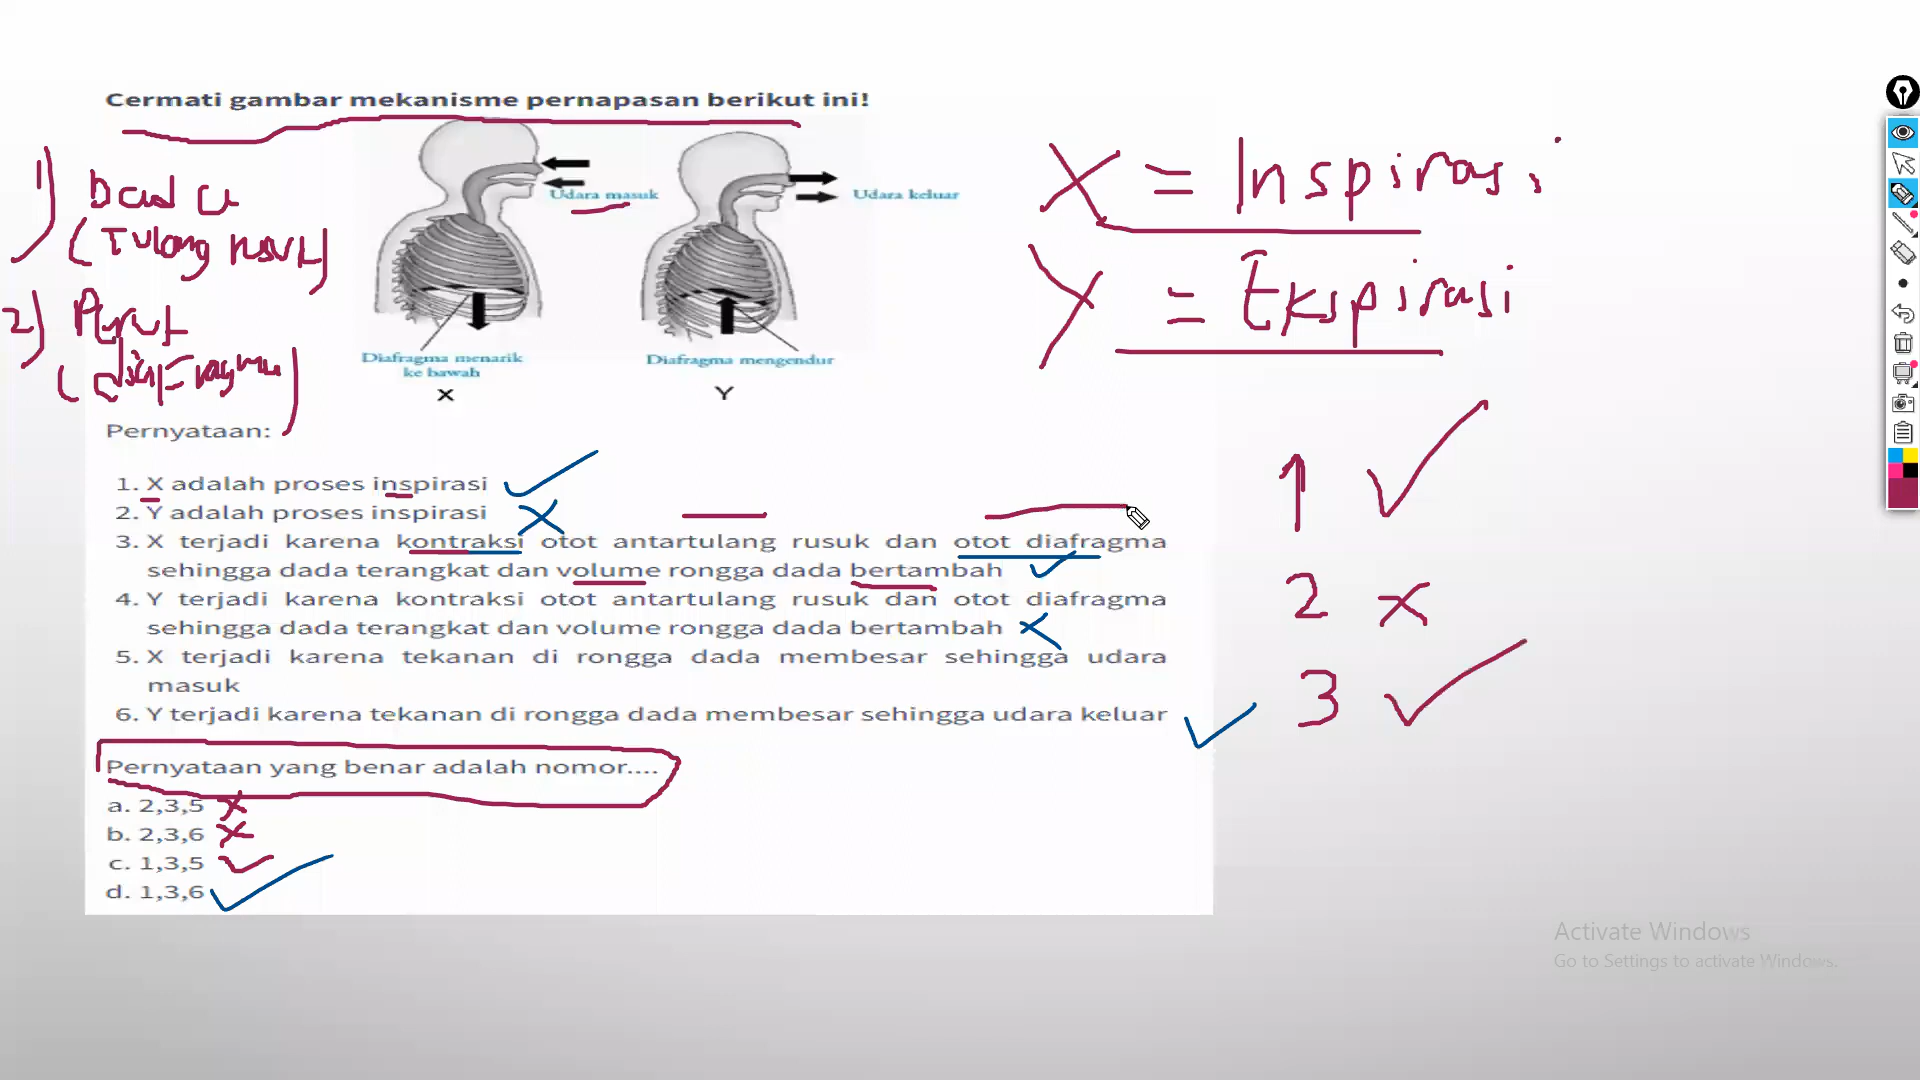 Cermati gambar mekanisme pernapasan berikut ini!
Udara masuk
Udara keluar
Diafragma menarik
ke bawah
Diafragma mengendur
X
Y
1)
(Tulang rusuk)
2) Perut
(diafragma)
X = Inspirasi
Y = Ekspirasi
Pernyataan:
1. X adalah proses inspirasi
2. Y adalah proses inspirasi
3. X terjadi karena kontraksi otot antartulang rusuk dan otot diafragma
sehingga dada terangkat dan volume rongga dada bertambah
4. Y terjadi karena kontraksi otot antartulang rusuk dan otot diafragma
sehingga dada terangkat dan volume rongga dada bertambah
5. X terjadi karena tekanan di rongga dada membesar sehingga udara
masuk
6. Y terjadi karena tekanan di rongga dada membesar sehingga udara keluar
1
2 x
3
Pernyataan yang benar adalah nomor....
a. 2,3,5
b. 2,3,6
c. 1,3,5
d. 1,3,6
Activate Windows
Go to Settings to activate Windows.